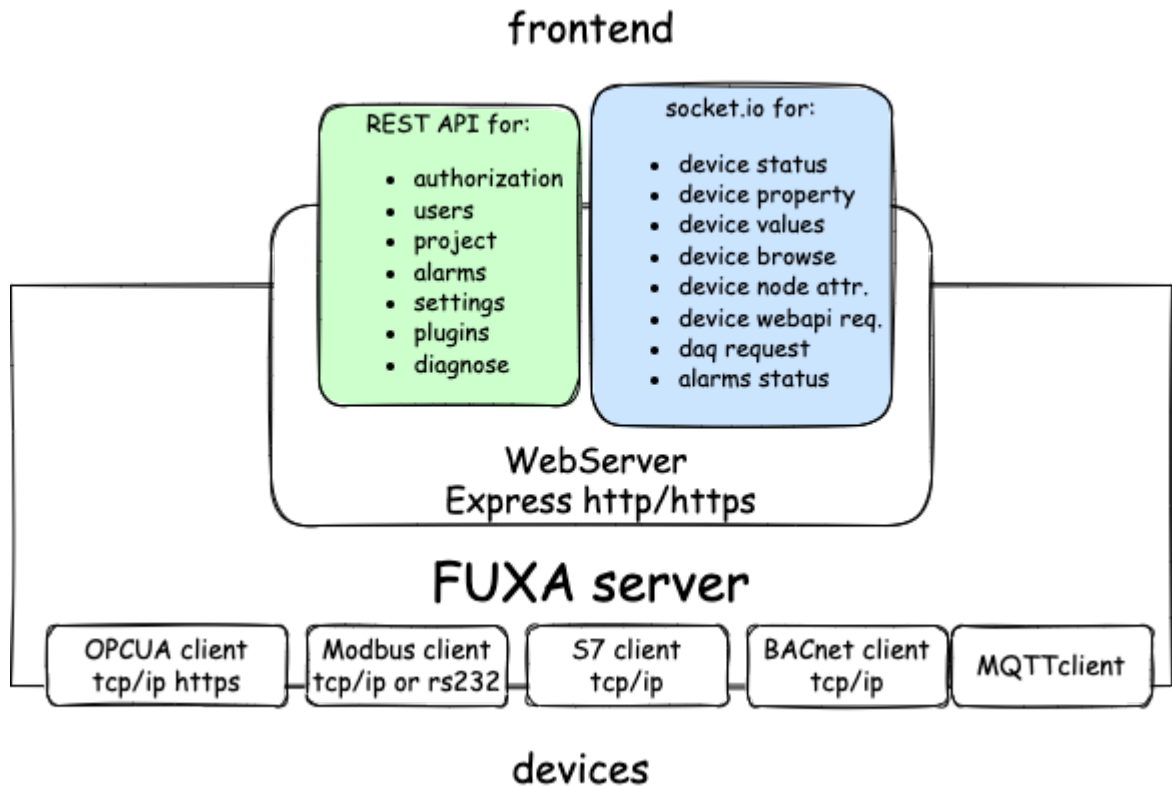 frontend
REST API for:
• authorization
• users
• project
• alarms
• settings
• plugins
• diagnose
socket.io for:
• device status
• device property
• device values
• device browse
• device node attr.
• device webapi req.
• daq request
• alarms status
WebServer
Express http/https
FUXA server
OPCUA client
tcp/ip https
Modbus client
tcp/ip or rs232
S7 client
tcp/ip
BACnet client
tcp/ip
MQTTclient
devices